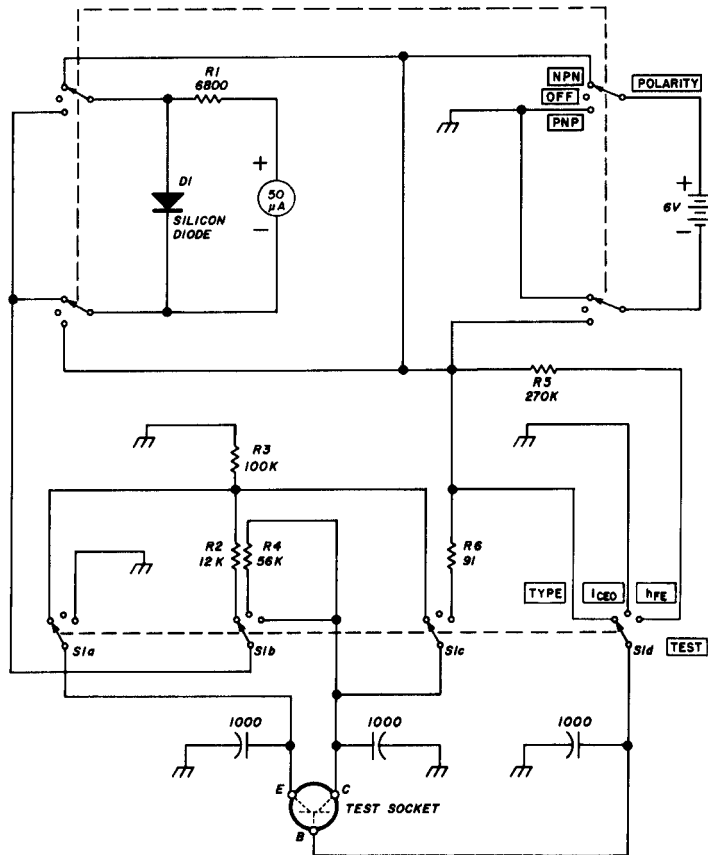 R1
6800
NPN
OFF
PNP
POLARITY
+
50
μA
-
D1
SILICON
DIODE
+
6V
-
R5
270K
R3
100K
R2
12K
R4
56K
R6
91
TYPE
ICEO
hFE
S1a
S1b
S1c
S1d
TEST
1000
1000
1000
E
C
B
TEST SOCKET